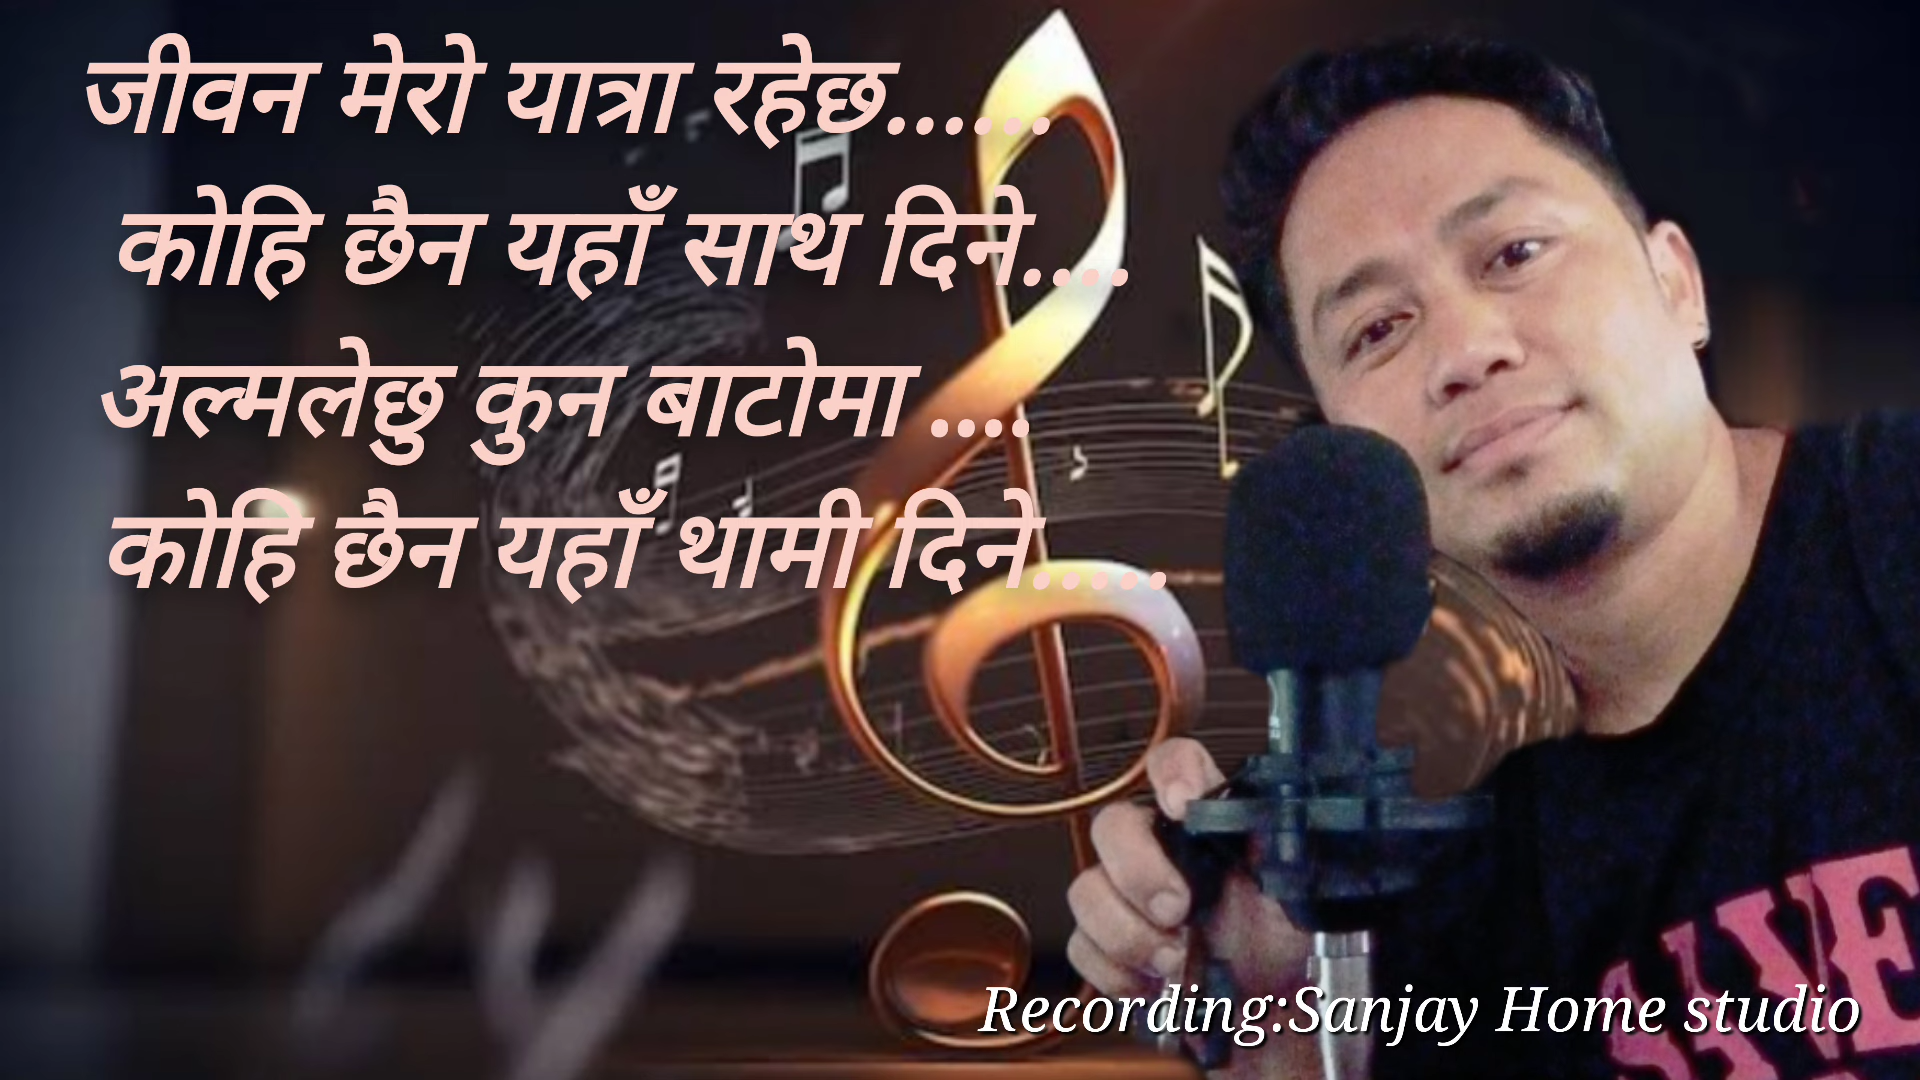 जीवन मेरो यात्रा रहेछ......
कोहि छैन यहाँ साथ दिने....
अल्मलेछु कुन बाटोमा ....
कोहि छैन यहाँ थामी दिने.....
Recording:Sanjay Home studio